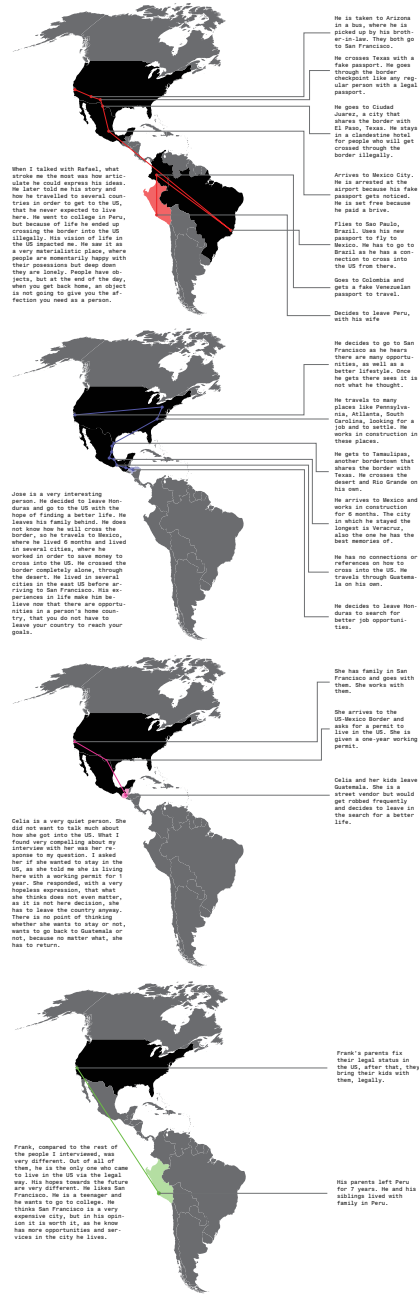 He is taken to Arizona
in a bus, where he is
picked up by his broth-
er-in-law. They both go
to San Francisco.
He crosses Texas with a
fake passport. He goes
through the border
checkpoint like any reg-
ular person with a legal
passport.
He goes to Ciudad
Juarez, a city that
shares the border with
El Paso, Texas. He stays
in a clandestine hotel
for people who will get
crossed through the
border illegally.
Arrives to Mexico City.
He is arrested at the
airport because his fake
passport gets noticed.
He is set free because
he paid a brive.
Flies to Sao Paulo,
Brazil. Uses his new
passport to fly to
Mexico. He has to go to
Brazil as he has a con-
nection to cross into
the US from there.
Goes to Colombia and
gets a fake Venezuelan
passport to travel.
Decides to leave Peru,
with his wife
When I talked with Rafael, what
stroke me the most was how artic-
ulate he could express his ideas.
He later told me his story and
how he travelled to several coun-
tries in order to get to the US,
that he never expected to live
here. He went to college in Peru,
but because of life he ended up
crossing the border into the US
illegally. His vision of life in
the US impacted me. He saw it as
a very materialistic place, where
people are momentarily happy with
their posessions but deep down
they are lonely. People have ob-
jects, but at the end of the day,
when you get back home, an object
is not going to give you the af-
fection you need as a person.
He decides to go to San
Francisco as he hears
there are many opportu-
nities, as well as a
better lifestyle. Once
he gets there sees it is
not what he thought.
He travels to many
places like Pennsylva-
nia, Atllanta, South
Carolina, looking for a
job and to settle. He
works in construction in
these places.
He gets to Tamaulipas,
another bordertown that
shares the border with
Texas. He crosses the
desert and Rio Grande on
his own.
He arrives to Mexico and
works in construction
for 6 months. The city
in which he stayed the
longest is Veracruz,
also the one he has the
best memories of.
He has no connections or
references on how to
cross into the US. He
travels through Guatema-
la on his own.
He decides to leave Hon-
duras to search for
better job opportuni-
ties.
Jose is a very interesting
person. He decided to leave Hon-
duras and go to the US with the
hope of finding a better life. He
leaves his family behind. He does
not know how he will cross the
border, so he travels to Mexico,
where he lived 6 months and lived
in several cities, where he
worked in order to save money to
cross into the US. He crossed the
border completely alone, through
the desert. He lived in several
cities in the east US before ar-
riving to San Francisco. His ex-
periences in life make him be-
lieve now that there are opportu-
nities in a person's home coun-
try, that you do not have to
leave your country to reach your
goals.
She has family in San
Francisco and goes with
them. She works with
them.
She arrives to the
US-Mexico Border and
asks for a permit to
live in the US. She is
given a one-year working
permit.
Celia and her kids leave
Guatemala. She is a
street vendor but would
get robbed frequently
and decides to leave in
the search for a better
life.
Celia is a very quiet person. She
did not want to talk much about
how she got into the US. What I
found very compelling about my
interview with her was her re-
sponse to my question. I asked
her if she wanted to stay in the
US, as she told me she is living
here with a working permit for 1
year. She responded, with a very
hopeless expression, that what
she thinks does not even matter,
as it is not here decision, she
has to leave the country anyway.
There is no point of thinking
whether she wants to stay or not,
wants to go back to Guatemala or
not, because no matter what, she
has to return.
Frank's parents fix
their legal status in
the US, after that, they
bring their kids with
them, legally.
His parents left Peru
for 7 years. He and his
siblings lived with
family in Peru.
Frank, compared to the rest of
the people I interviewed, was
very different. Out of all of
them, he is the only one who came
to live in the US via the legal
way. His hopes towards the future
are very different. He likes San
Francisco. He is a teenager and
he wants to go to college. He
thinks San Francisco is a very
expensive city, but in his opin-
ion it is worth it, as he know
has more opportunities and ser-
vices in the city he lives.